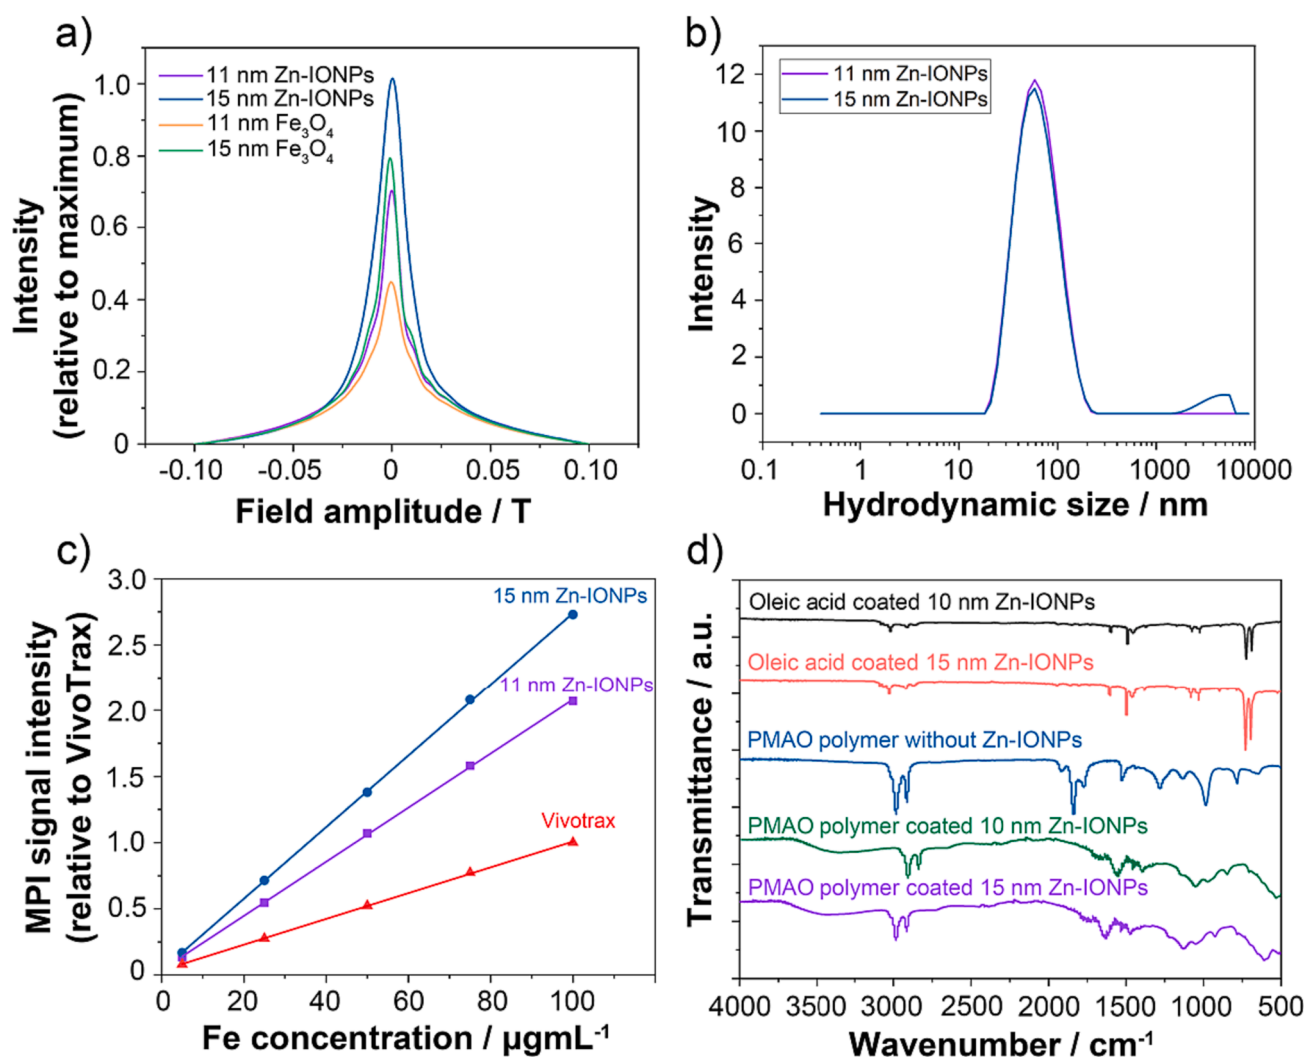 a)
Intensity
(relative to maximum)
1.0
0.8
0.6
0.4
0.2
0
11 nm Zn-IONPs
15 nm Zn-IONPs
11 nm Fe₃O₄
15 nm Fe₃O₄
-0.10
-0.05
0
0.05
0.10
Field amplitude / T
b)
Intensity
12
10
8
6
4
2
0
11 nm Zn-IONPs
15 nm Zn-IONPs
0.1
1
10
100
1000
10000
Hydrodynamic size / nm
c)
MPI signal intensity
(relative to VivoTrax)
3.0
2.5
2.0
1.5
1.0
0.5
0
15 nm Zn-IONPs
11 nm Zn-IONPs
Vivotrax
0
20
40
60
80
100
Fe concentration / µgmL⁻¹
d)
Transmittance / a.u.
Oleic acid coated 10 nm Zn-IONPs
Oleic acid coated 15 nm Zn-IONPs
PMAO polymer without Zn-IONPs
PMAO polymer coated 10 nm Zn-IONPs
PMAO polymer coated 15 nm Zn-IONPs
4000
3500
3000
2500
2000
1500
1000
500
Wavenumber / cm⁻¹